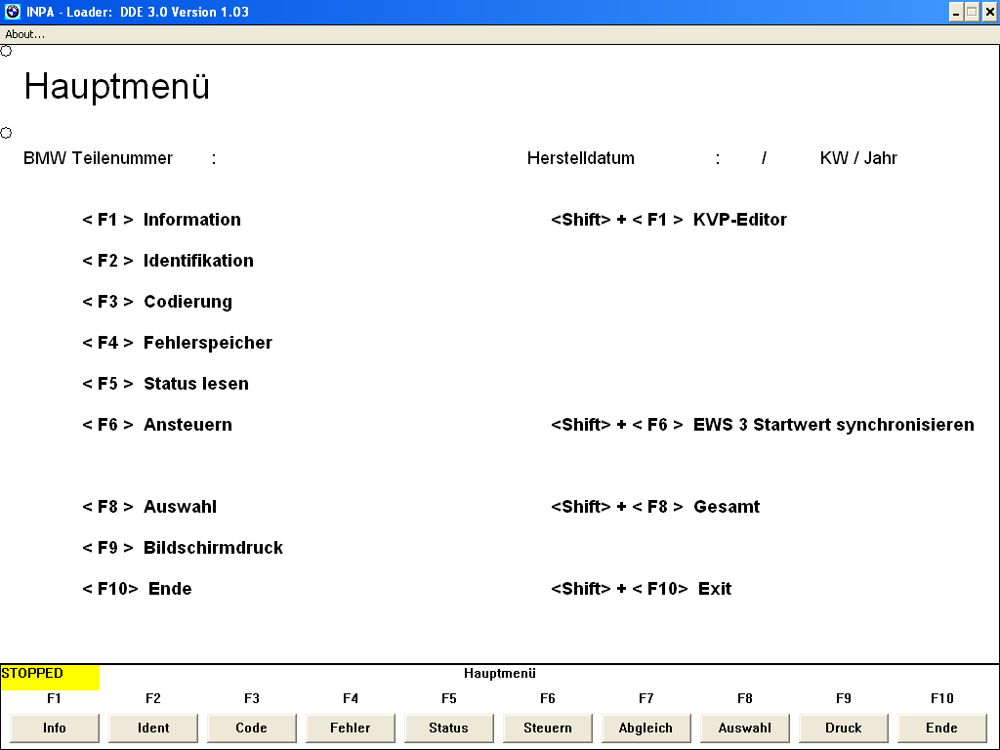 INPA - Loader: DDE 3.0 Version 1.03
About...
Hauptmenü
BMW Teilenummer : Herstelldatum : / KW / Jahr
< F1 > Information <Shift> + < F1 > KVP-Editor
< F2 > Identifikation
< F3 > Codierung
< F4 > Fehlerspeicher
< F5 > Status lesen
< F6 > Ansteuern <Shift> + < F6 > EWS 3 Startwert synchronisieren
< F8 > Auswahl <Shift> + < F8 > Gesamt
< F9 > Bildschirmdruck
< F10> Ende <Shift> + < F10> Exit
STOPPED Hauptmenü
F1 F2 F3 F4 F5 F6 F7 F8 F9 F10
Info Ident Code Fehler Status Steuern Abgleich Auswahl Druck Ende